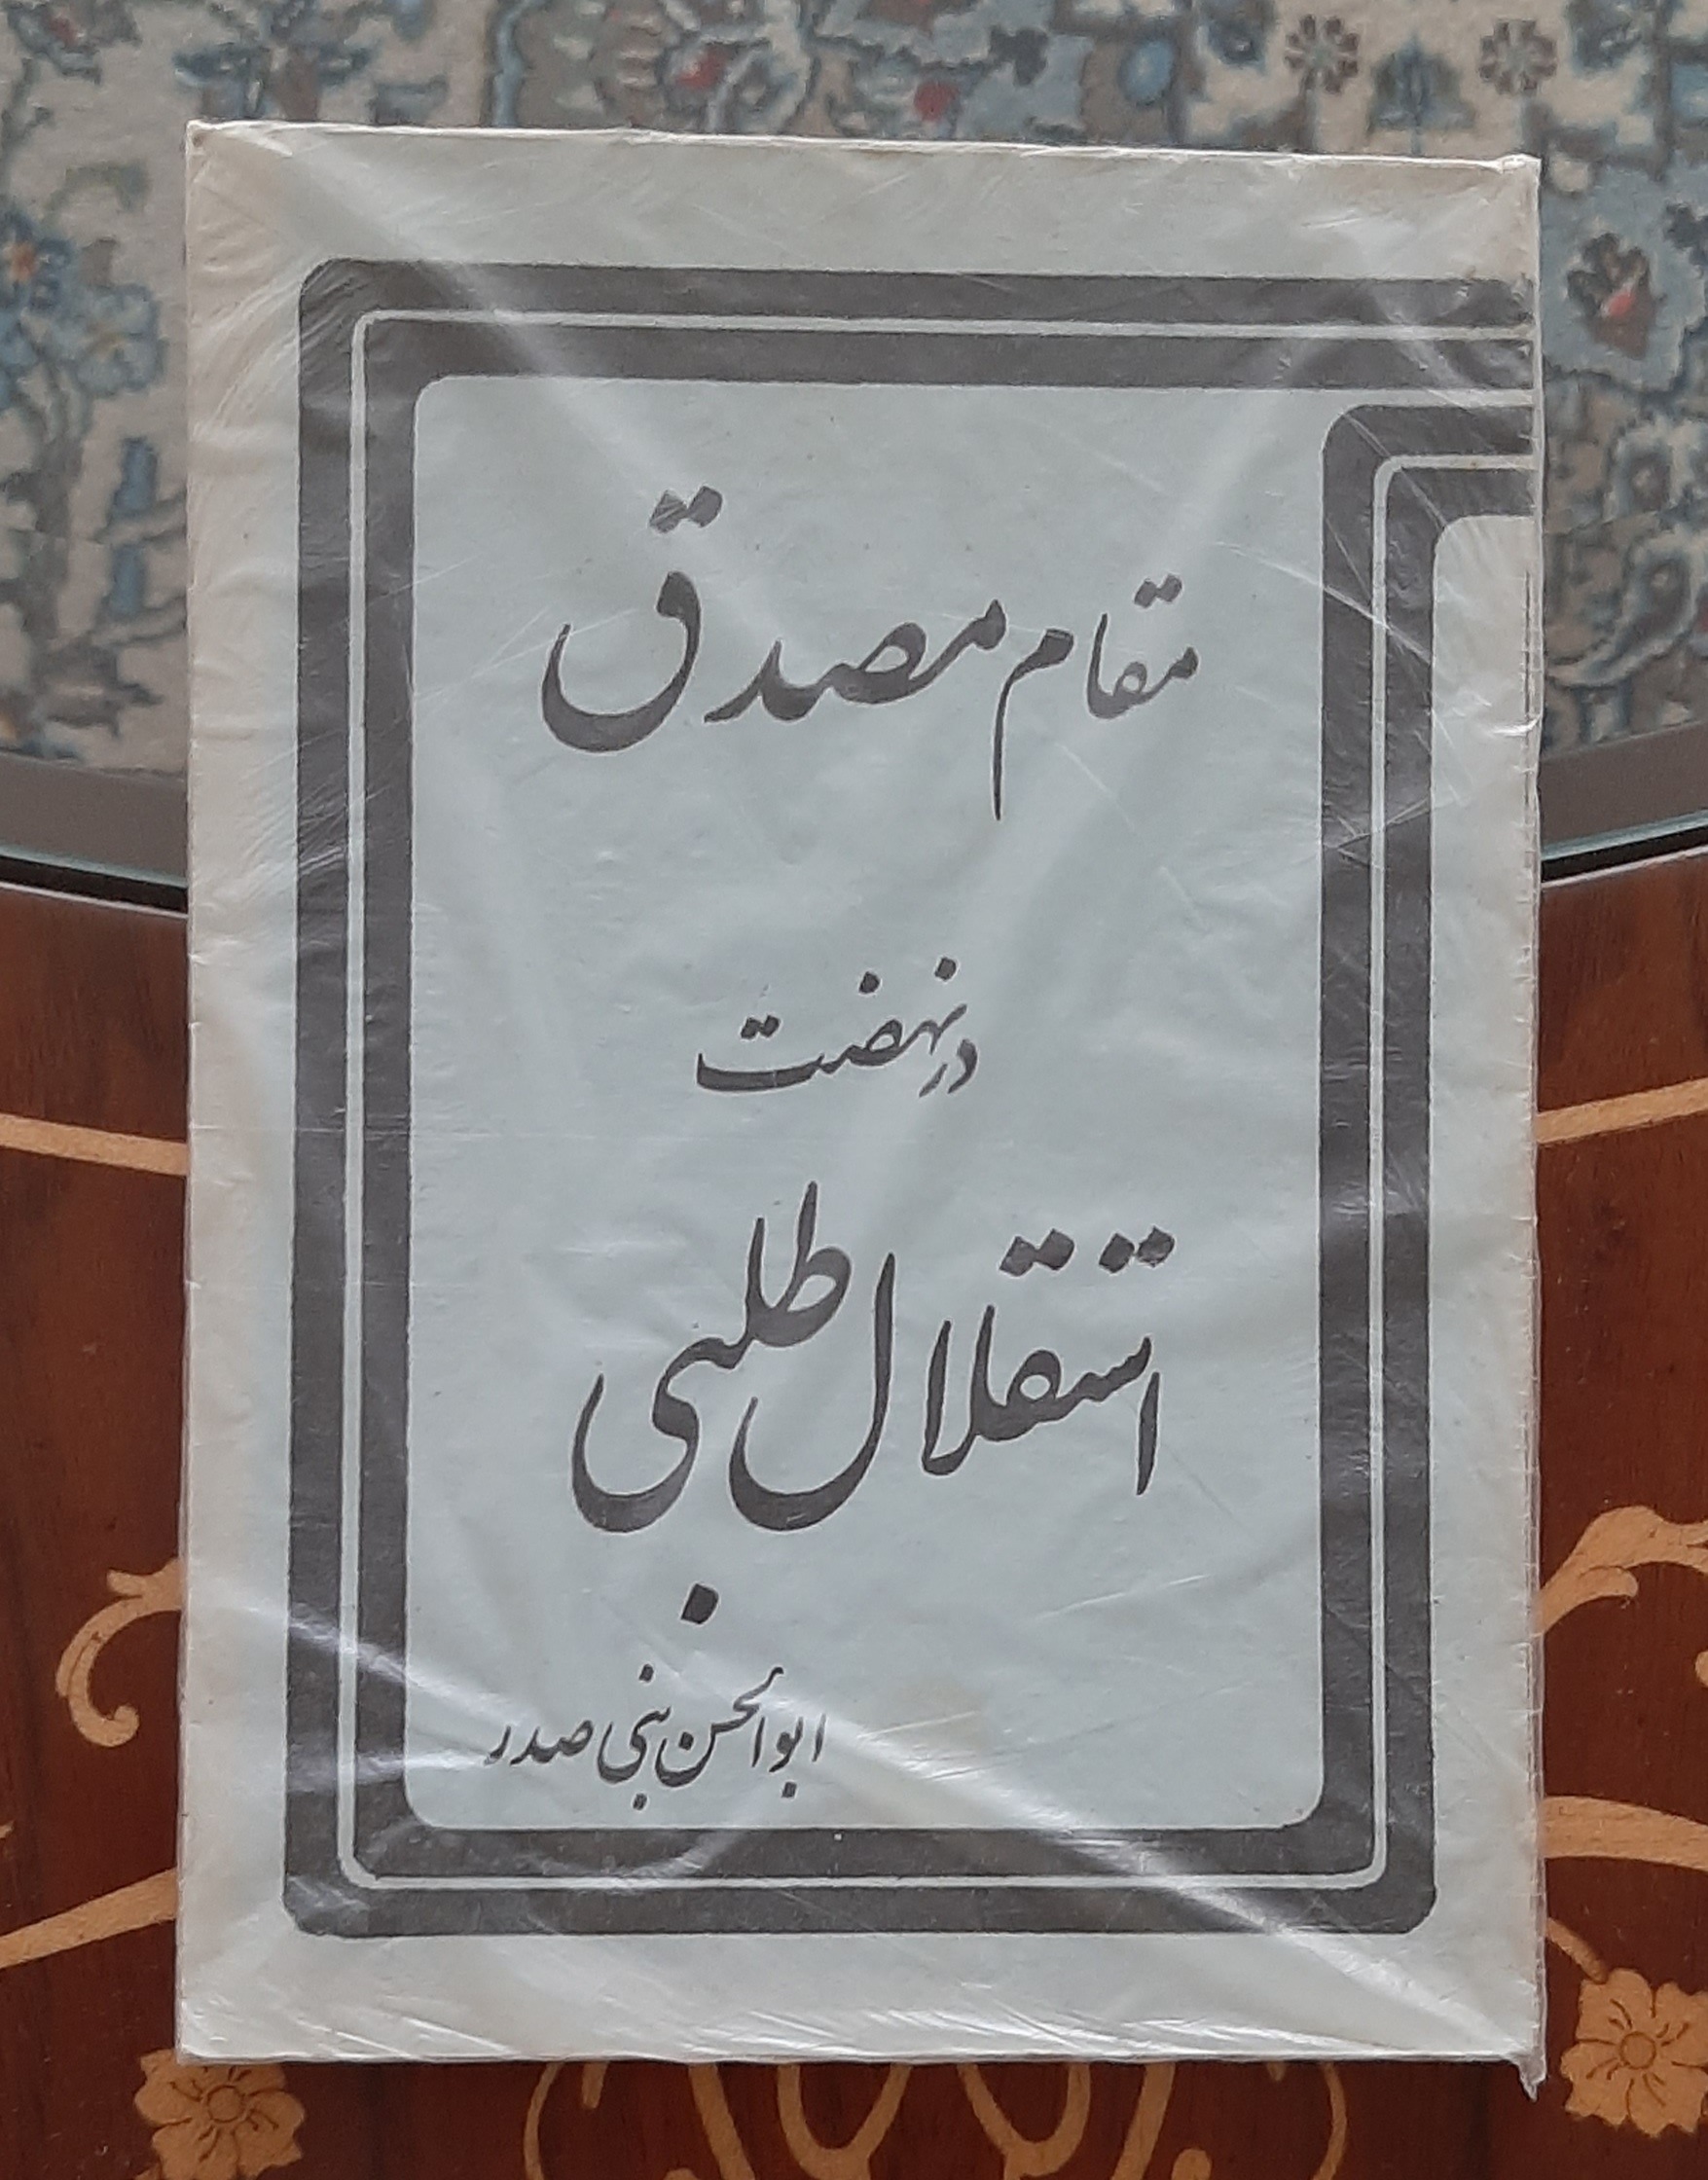 مقام مصدق
در نهضت
استقلال طلبی
ابوالحسن بنی صدر